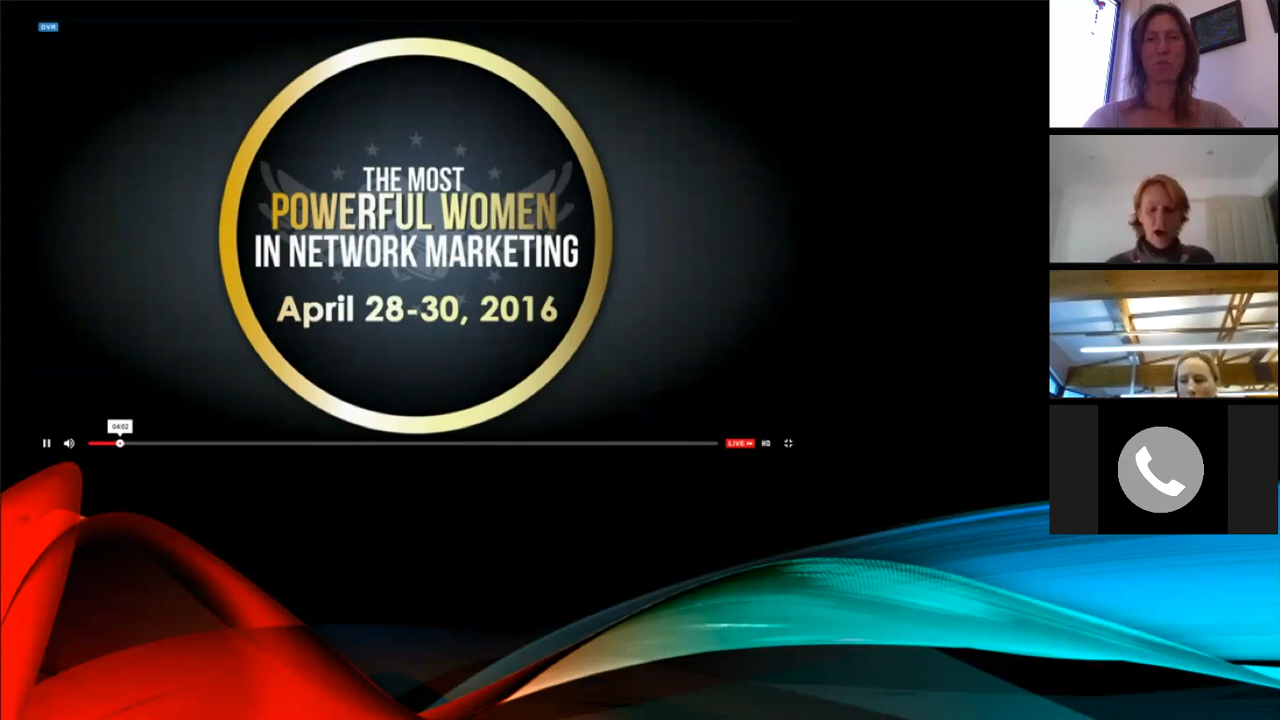 DVR
THE MOST
POWERFUL WOMEN
IN NETWORK MARKETING
April 28-30, 2016
04:02
LIVE
HD